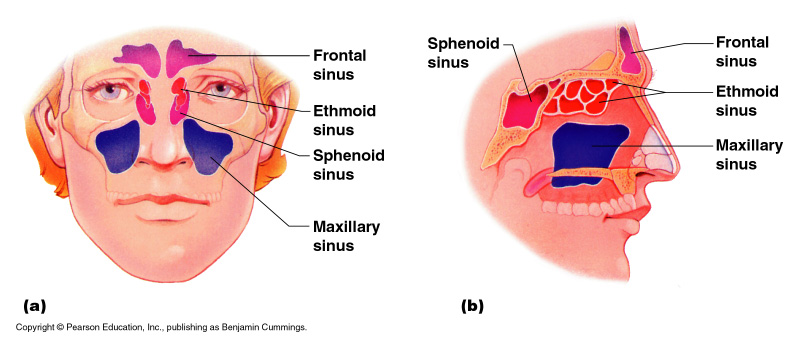 Frontal
sinus
Ethmoid
sinus
Sphenoid
sinus
Maxillary
sinus
(a)
Sphenoid
sinus
Frontal
sinus
Ethmoid
sinus
Maxillary
sinus
(b)
Copyright © Pearson Education, Inc., publishing as Benjamin Cummings.